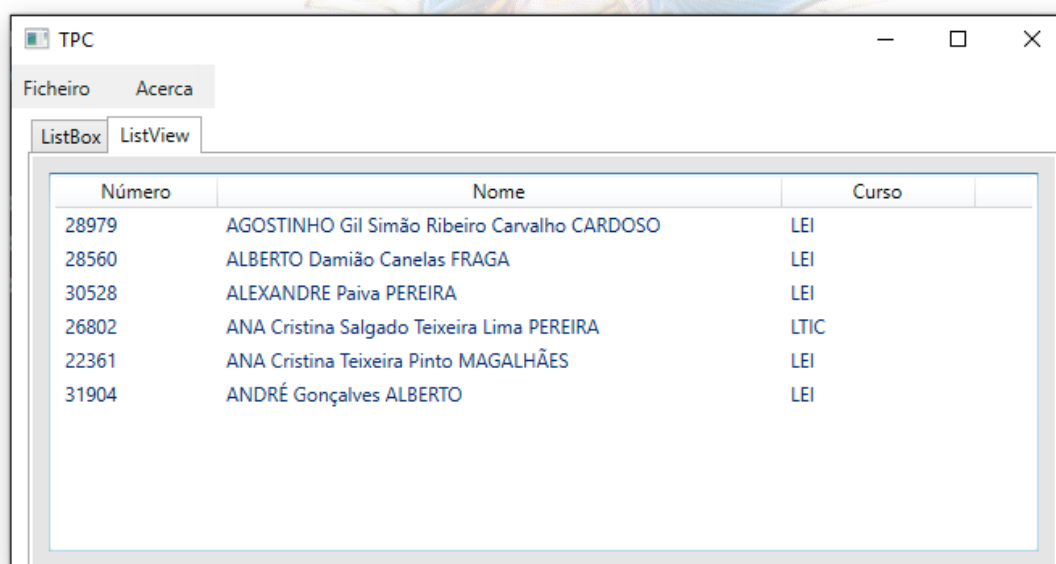 TPC
Ficheiro Acerca
ListBox ListView
Número Nome Curso
28979 AGOSTINHO Gil Simão Ribeiro Carvalho CARDOSO LEI
28560 ALBERTO Damião Canelas FRAGA LEI
30528 ALEXANDRE Paiva PEREIRA LEI
26802 ANA Cristina Salgado Teixeira Lima PEREIRA LTIC
22361 ANA Cristina Teixeira Pinto MAGALHÃES LEI
31904 ANDRÉ Gonçalves ALBERTO LEI